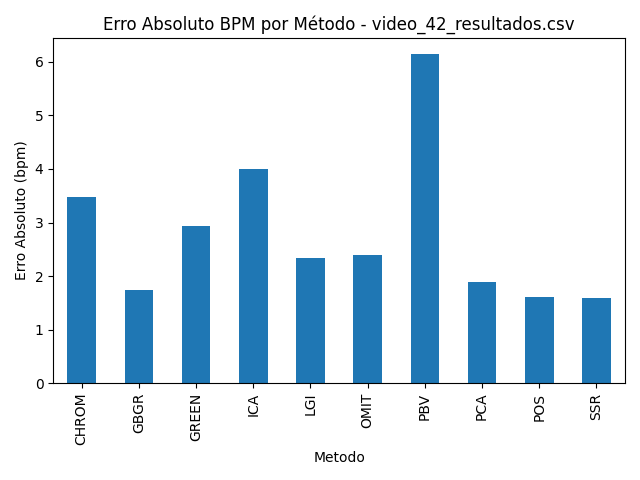 Erro Absoluto BPM por Método - video_42_resultados.csv
Erro Absoluto (bpm)
6
5
4
3
2
1
0
CHROM
GBGR
GREEN
ICA
LGI
OMIT
PBV
PCA
POS
SSR
Metodo